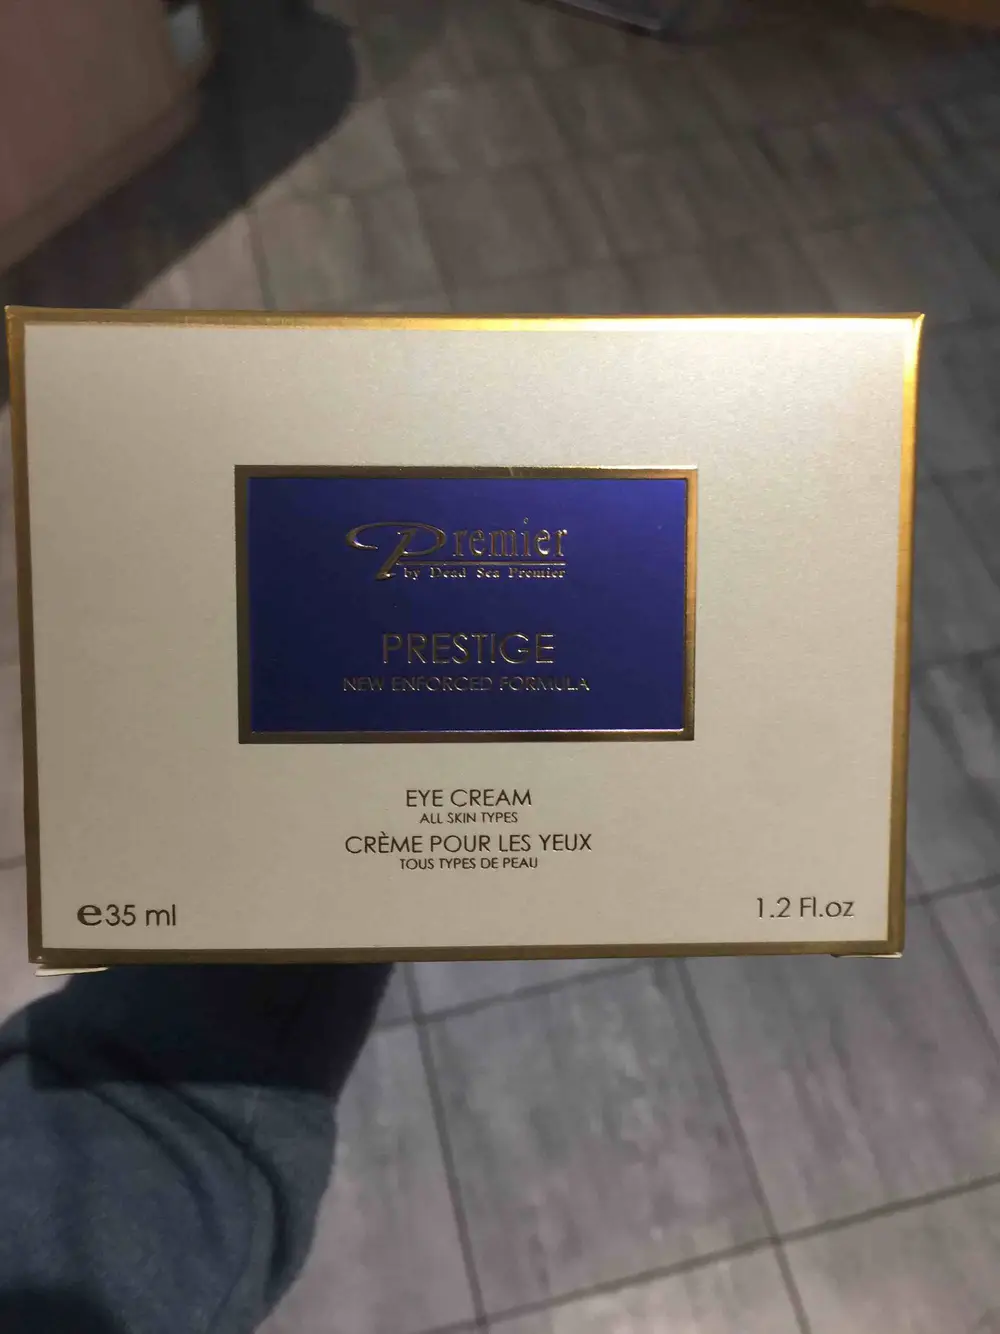 Premier
by Dead Sea Premier
PRESTIGE
NEW ENFORCED FORMULA
EYE CREAM
ALL SKIN TYPES
CRÈME POUR LES YEUX
TOUS TYPES DE PEAU
℮35 ml
1.2 Fl.oz